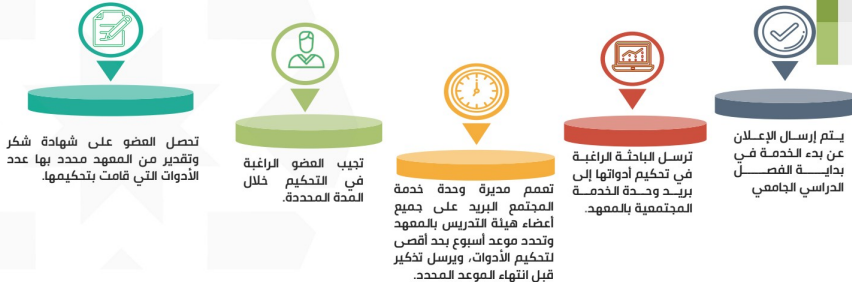 يتم إرسال الإعلان
عن بدء الخدمة في
بداية الفصل
الدراسي الجامعي
ترسل الباحثة الراغبة
في تحكيم أدواتها إلى
بريد وحدة الخدمة
المجتمعية بالمعهد.
تعمم مديرة وحدة خدمة
المجتمع البريد على جميع
أعضاء هيئة التدريس بالمعهد
وتحدد موعد أسبوع بحد أقصى
لتحكيم الأدوات، ويرسل تذكير
قبل انتهاء الموعد المحدد.
تجيب العضو الراغبة
في التحكيم خلال
المدة المحددة.
تحصل العضو على شهادة شكر
وتقدير من المعهد محدد بها عدد
الأدوات التي قامت بتحكيمها.